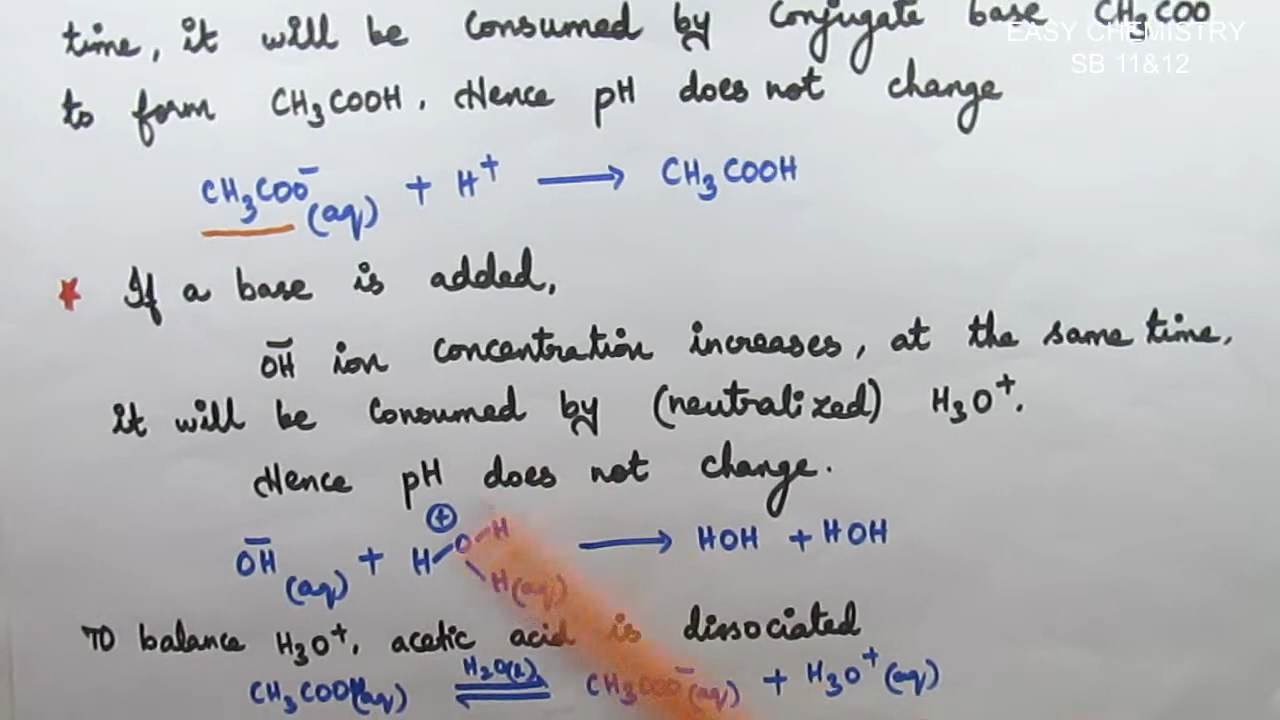 time, it will be consumed by conjugate base CH3COO
EASY CHEMISTRY
SB 11&12
to form CH3COOH. Hence pH does not change
CH3COO⁻(aq) + H⁺ ⟶ CH3COOH
★ If a base is added,
O̅H̅ ion concentration increases, at the same time,
it will be consumed by (neutralized) H3O⁺.
Hence pH does not change.
O̅H̅(aq) + H-O⊕-H H(aq) ⟶ HOH + HOH
TO balance H3O⁺, acetic acid is dissociated
CH3COOH(aq) ⇌ H2O(l) CH3COO⁻(aq) + H3O⁺(aq)